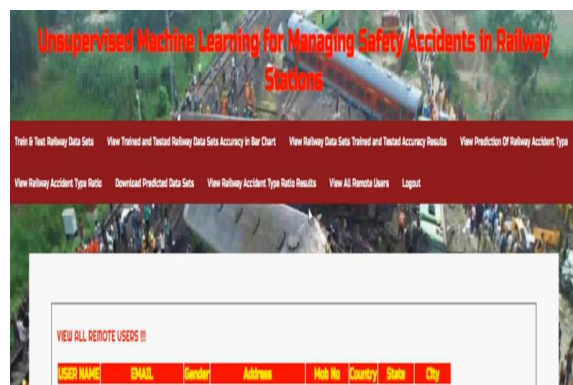 Unsupervised Machine Learning for Managing Safety Accidents in Railway
Stations
Train & Test Railway Data Sets View Trained and Tested Railway Data Sets Accuracy in Bar Chart View Railway Data Sets Trained and Tested Accuracy Results View Prediction Of Railway Accident Type
View Railway Accident Type Ratio Download Predicted Data Sets View Railway Accident Type Ratio Results View All Remote Users Logout
VIEW ALL REMOTE USERS !!!
USER NAME EMAIL Gender Address Mob No Country State City